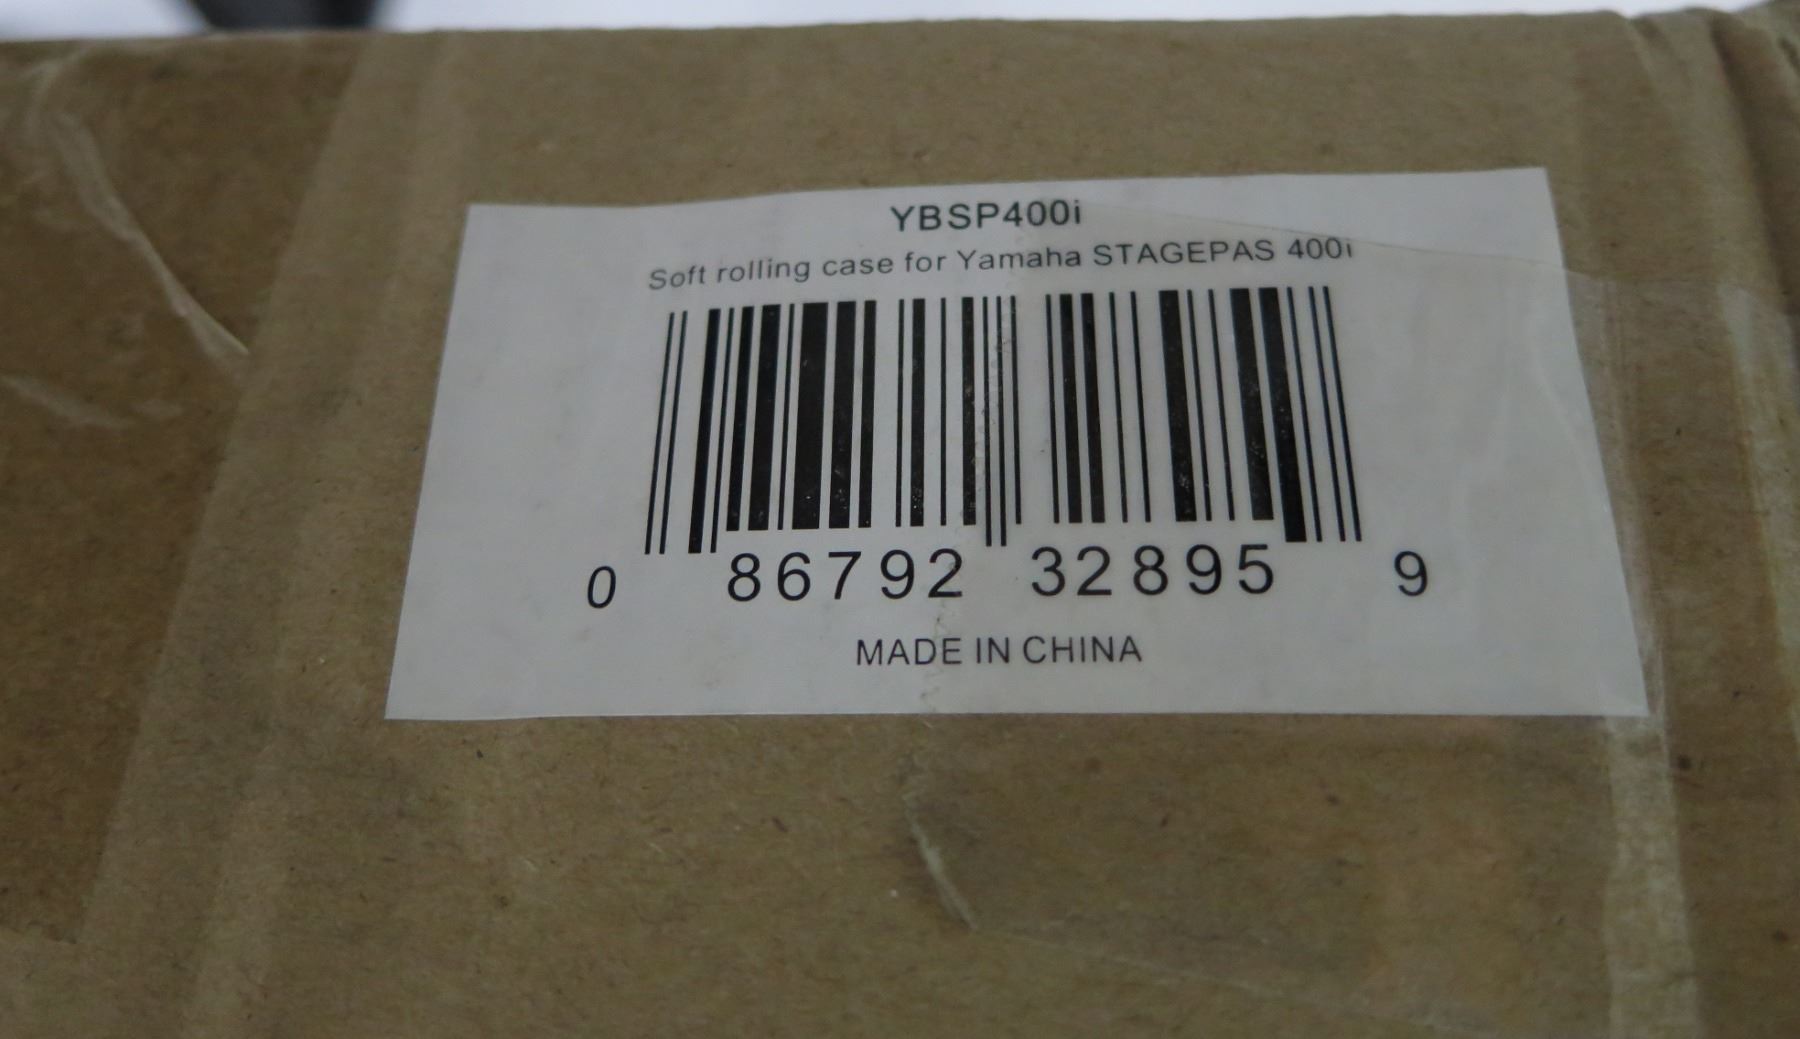 YBSP400i
Soft rolling case for Yamaha STAGEPAS 400i
0 86792 32895 9
MADE IN CHINA